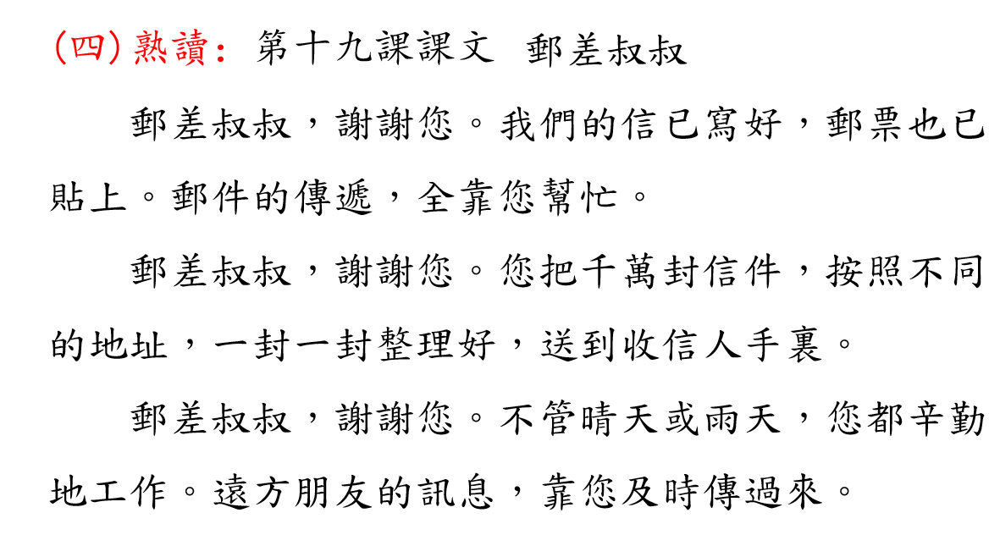 (四)熟讀：第十九課課文 郵差叔叔
郵差叔叔，謝謝您。我們的信已寫好，郵票也已
貼上。郵件的傳遞，全靠您幫忙。
郵差叔叔，謝謝您。您把千萬封信件，按照不同
的地址，一封一封整理好，送到收信人手裏。
郵差叔叔，謝謝您。不管晴天或雨天，您都辛勤
地工作。遠方朋友的訊息，靠您及時傳過來。